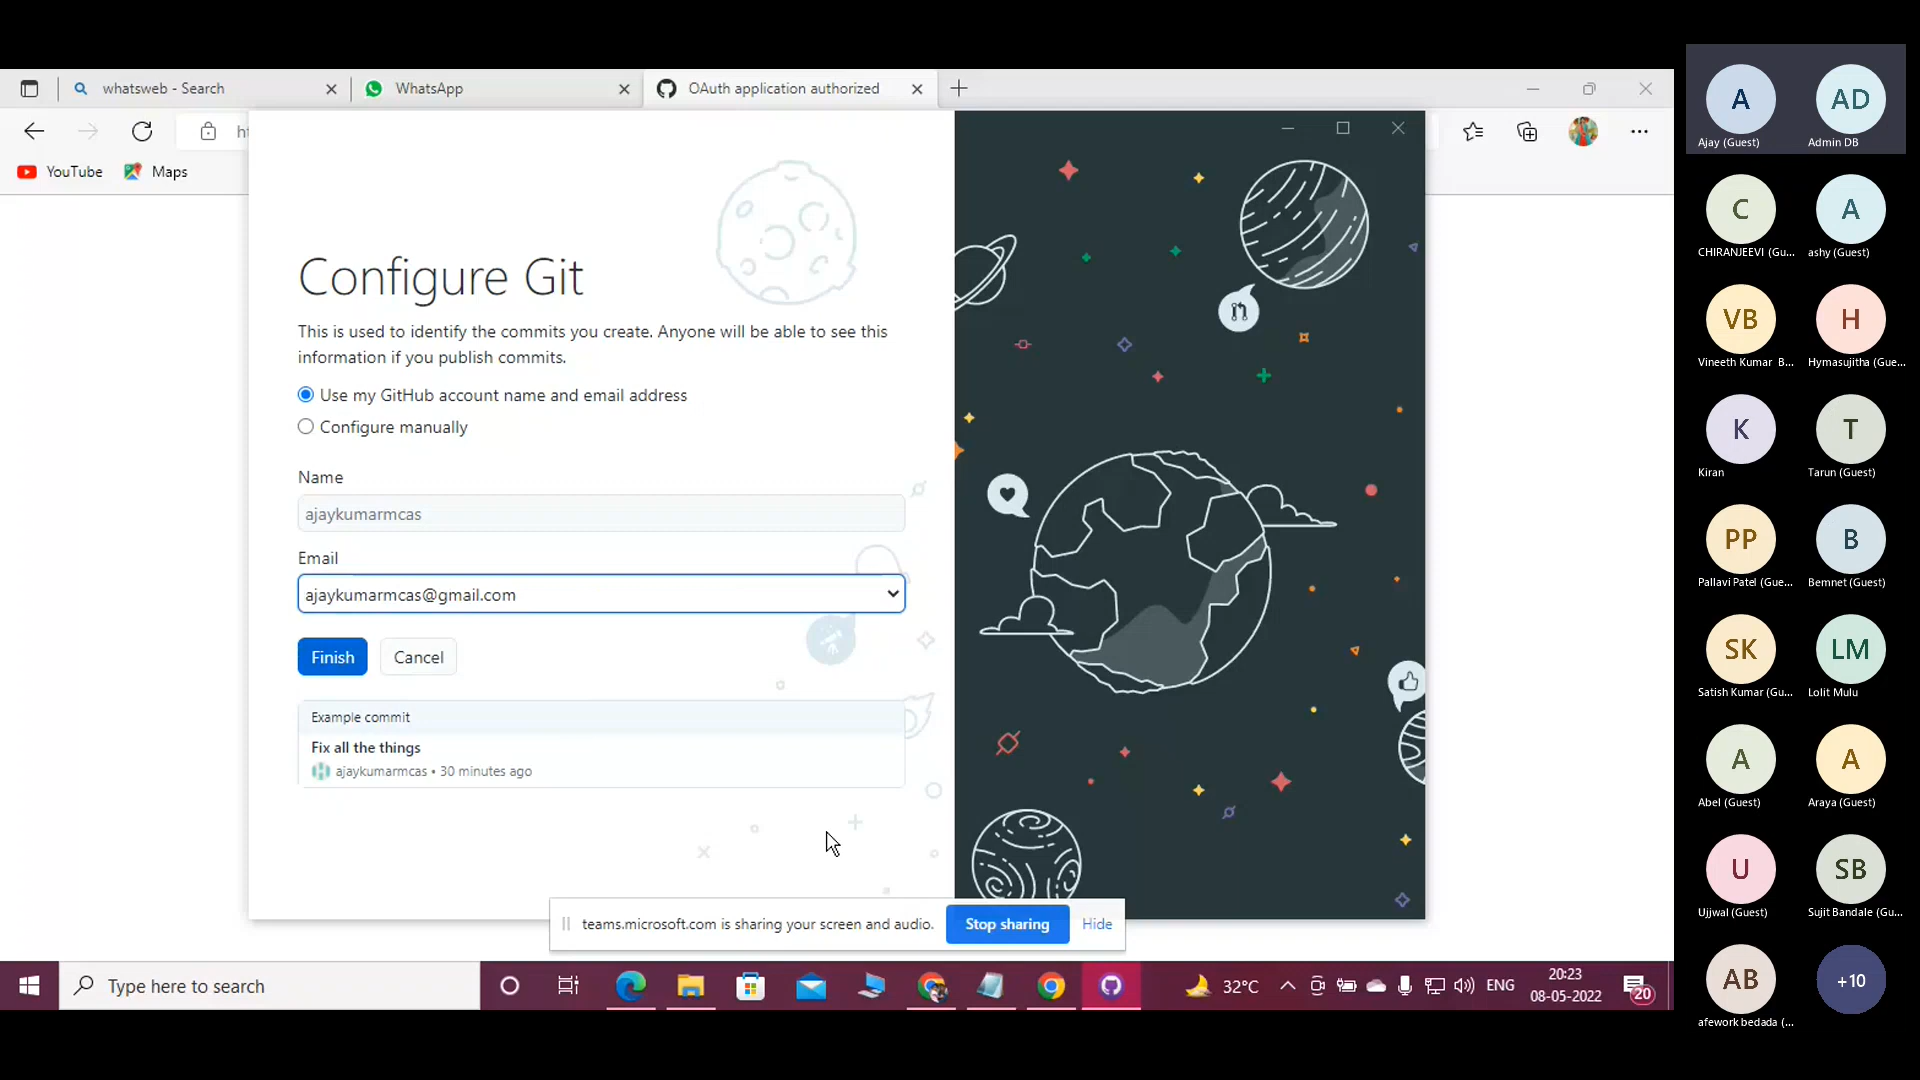 whatsweb - Search
WhatsApp
OAuth application authorized
YouTube
Maps
Configure Git
This is used to identify the commits you create. Anyone will be able to see this
information if you publish commits.
Use my GitHub account name and email address
Configure manually
Name
ajaykumarmcas
Email
ajaykumarmcas@gmail.com
Finish
Cancel
Example commit
Fix all the things
ajaykumarmcas • 30 minutes ago
teams.microsoft.com is sharing your screen and audio.
Stop sharing
Hide
Type here to search
32°C
ENG
20:23
08-05-2022
20
A
Ajay (Guest)
AD
Admin DB
C
CHIRANJEEVI (Gu...
A
ashy (Guest)
VB
Vineeth Kumar B...
H
Hymasujitha (Gue...
K
Kiran
T
Tarun (Guest)
PP
Pallavi Patel (Gue...
B
Bemnet (Guest)
SK
Satish Kumar (Gu...
LM
Lolit Mulu
A
Abel (Guest)
A
Araya (Guest)
U
Ujjwal (Guest)
SB
Sujit Bandale (Gu...
AB
afework bedada (...
+10